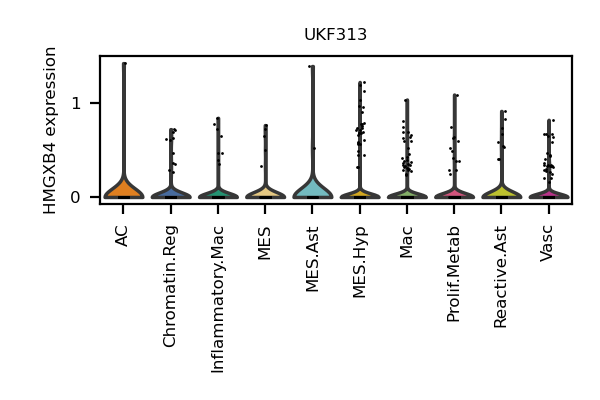 UKF313
HMGXB4 expression
1
0
AC
Chromatin.Reg
Inflammatory.Mac
MES
MES.Ast
MES.Hyp
Mac
Prolif.Metab
Reactive.Ast
Vasc